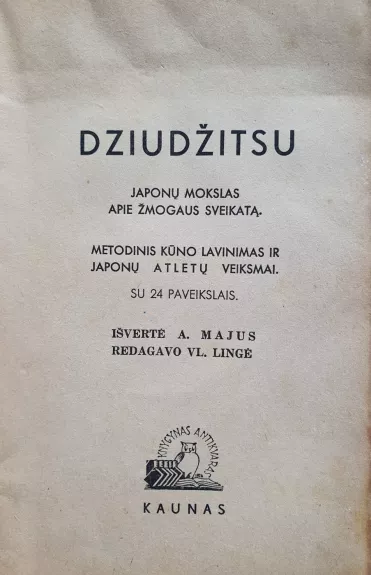 DZIUDŽITSU
JAPONŲ MOKSLAS
APIE ŽMOGAUS SVEIKATĄ.
METODINIS KŪNO LAVINIMAS IR
JAPONŲ ATLETŲ VEIKSMAI.
SU 24 PAVEIKSLAIS.
IŠVERTĖ A. MAJUS
REDAGAVO VL. LINGĖ
KNYGYNAS ANTIKVARAS
KAUNAS